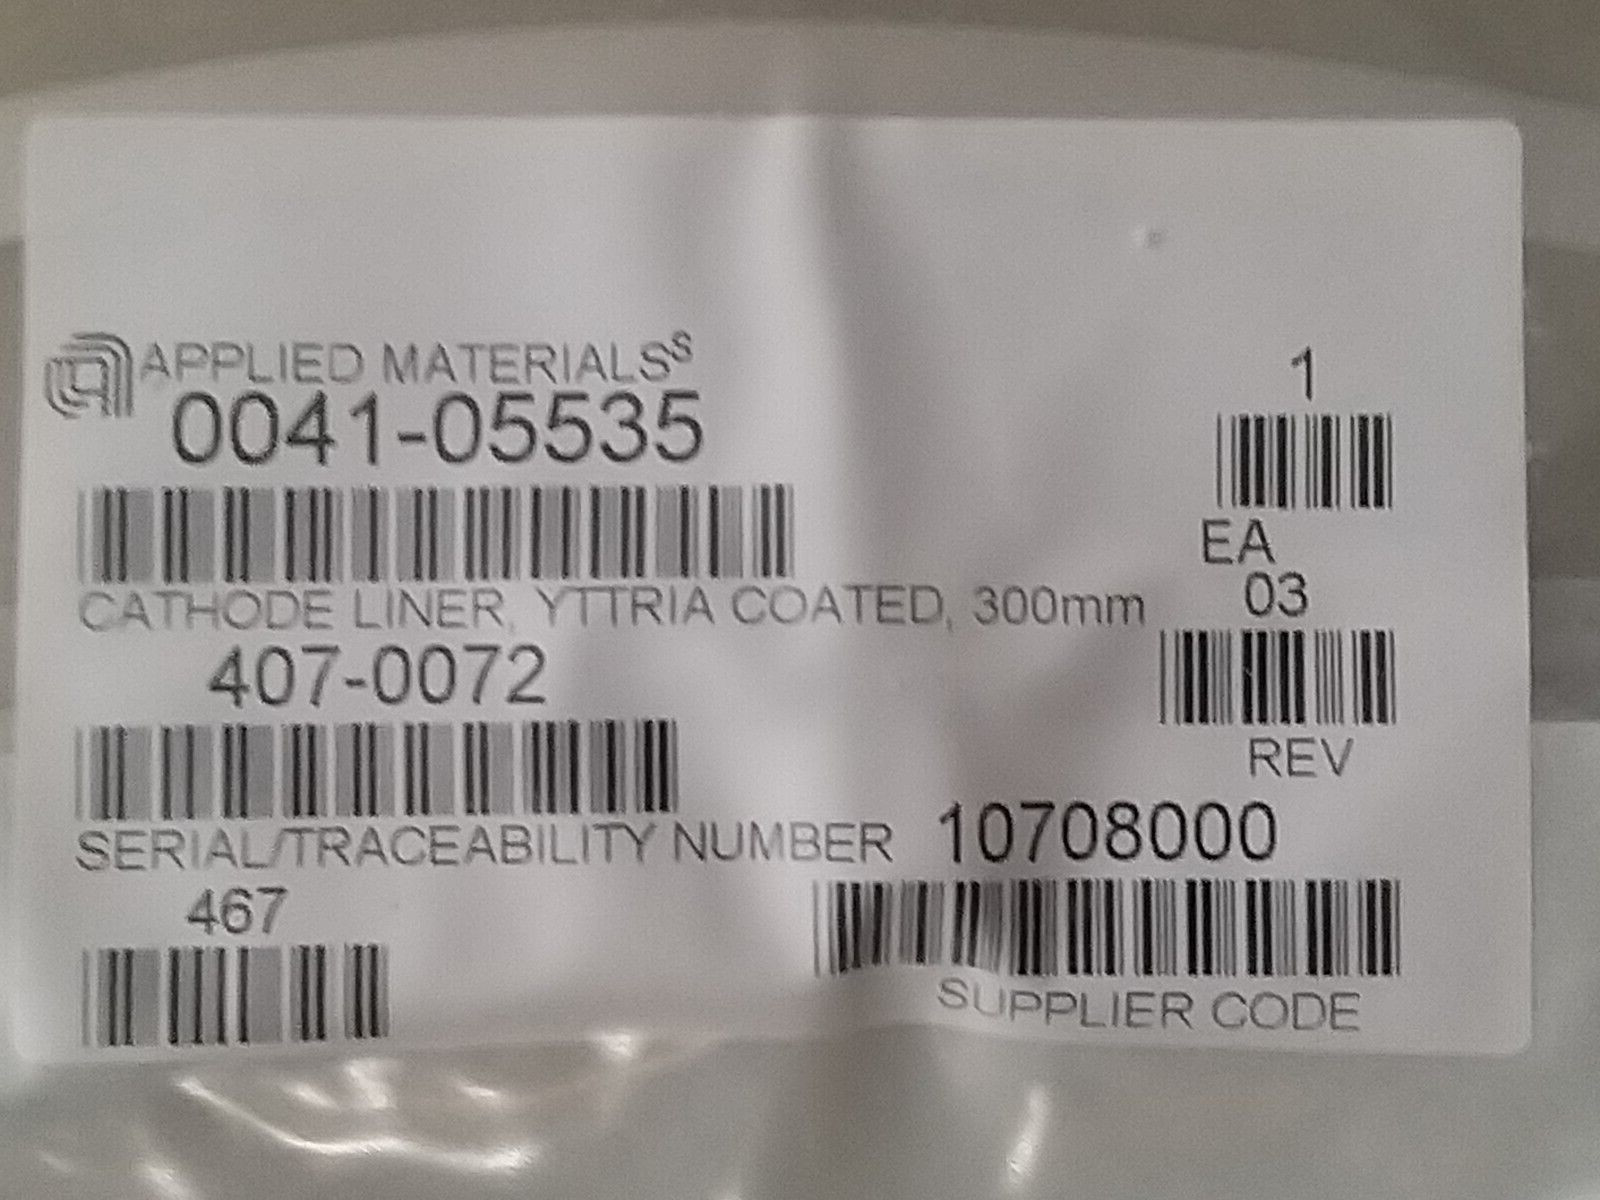 APPLIED MATERIALS
0041-05535
1
EA
CATHODE LINER, YTTRIA COATED, 300mm
03
REV
407-0072
SERIAL/TRACEABILITY NUMBER
10708000
SUPPLIER CODE
467